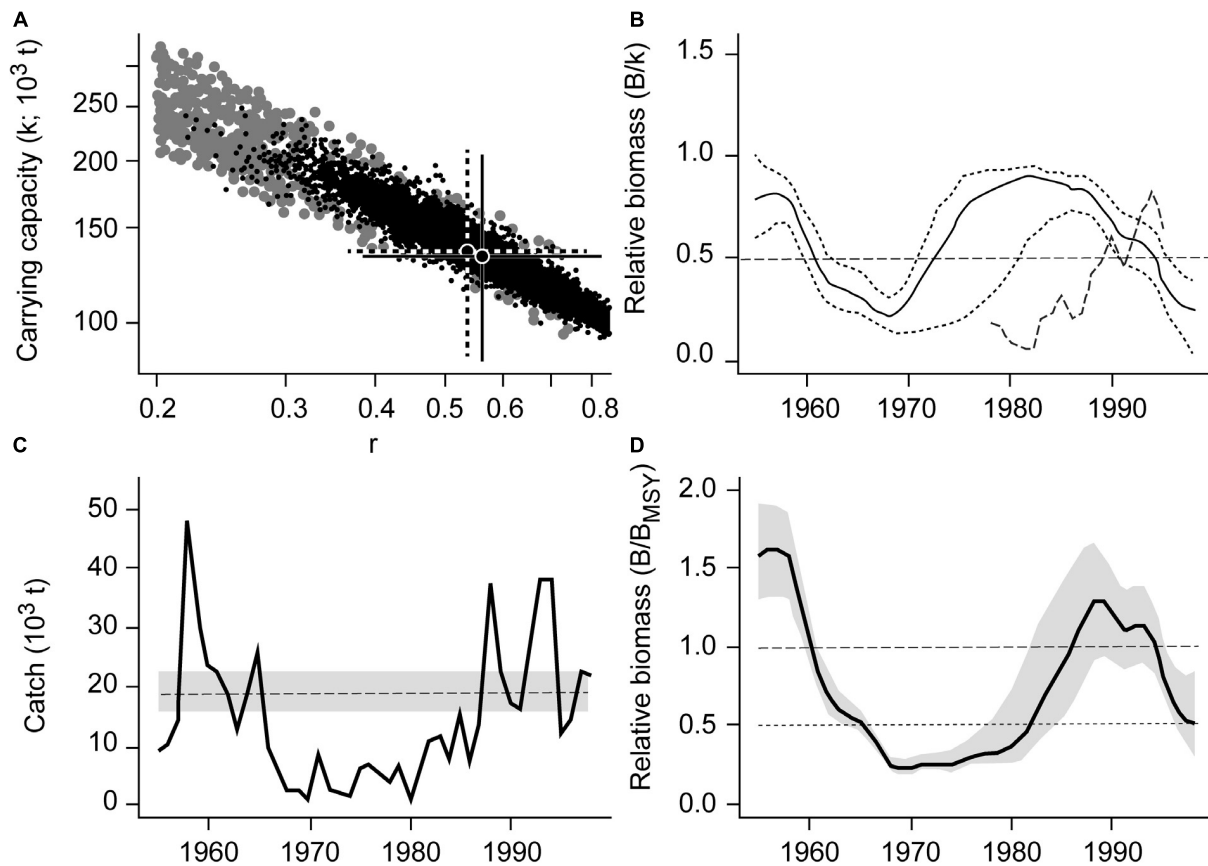 A
Carrying capacity (k; 10³ t)
250
200
150
100
0.2 0.3 0.4 0.5 0.6 0.8
r
B
Relative biomass (B/k)
1.5
1.0
0.5
0.0
1960 1970 1980 1990
C
Catch (10³ t)
50
40
30
20
10
0
1960 1970 1980 1990
D
Relative biomass (B/B_MSY)
2.0
1.5
1.0
0.5
0.0
1960 1970 1980 1990